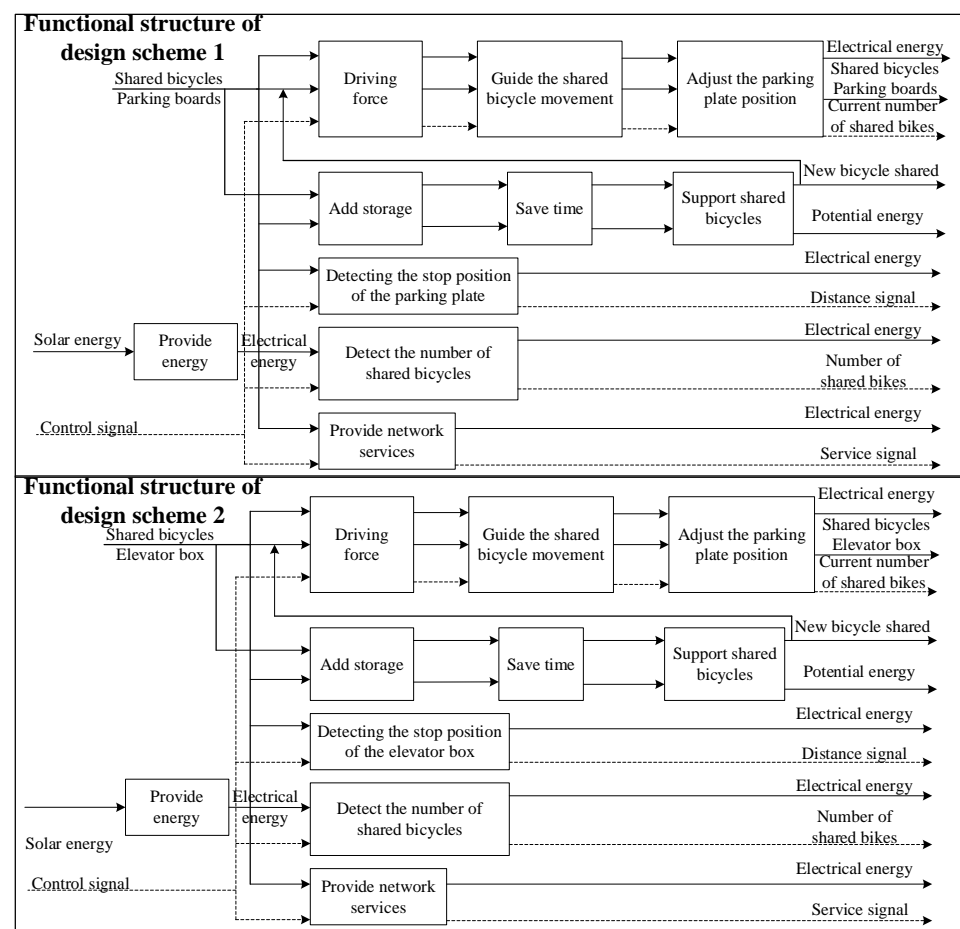 Functional structure of
design scheme 1
Shared bicycles
Parking boards
Driving
force
Guide the shared
bicycle movement
Adjust the parking
plate position
Electrical energy
Shared bicycles
Parking boards
Current number
of shared bikes
Add storage
Save time
Support shared
bicycles
New bicycle shared
Potential energy
Detecting the stop position
of the parking plate
Electrical energy
Distance signal
Solar energy
Provide
energy
Electrical
energy
Detect the number of
shared bicycles
Electrical energy
Number of
shared bikes
Control signal
Provide network
services
Electrical energy
Service signal
Functional structure of
design scheme 2
Shared bicycles
Elevator box
Driving
force
Guide the shared
bicycle movement
Adjust the parking
plate position
Electrical energy
Shared bicycles
Elevator box
Current number
of shared bikes
Add storage
Save time
Support shared
bicycles
New bicycle shared
Potential energy
Detecting the stop position
of the elevator box
Electrical energy
Distance signal
Solar energy
Provide
energy
Electrical
energy
Detect the number of
shared bicycles
Electrical energy
Number of
shared bikes
Control signal
Provide network
services
Electrical energy
Service signal